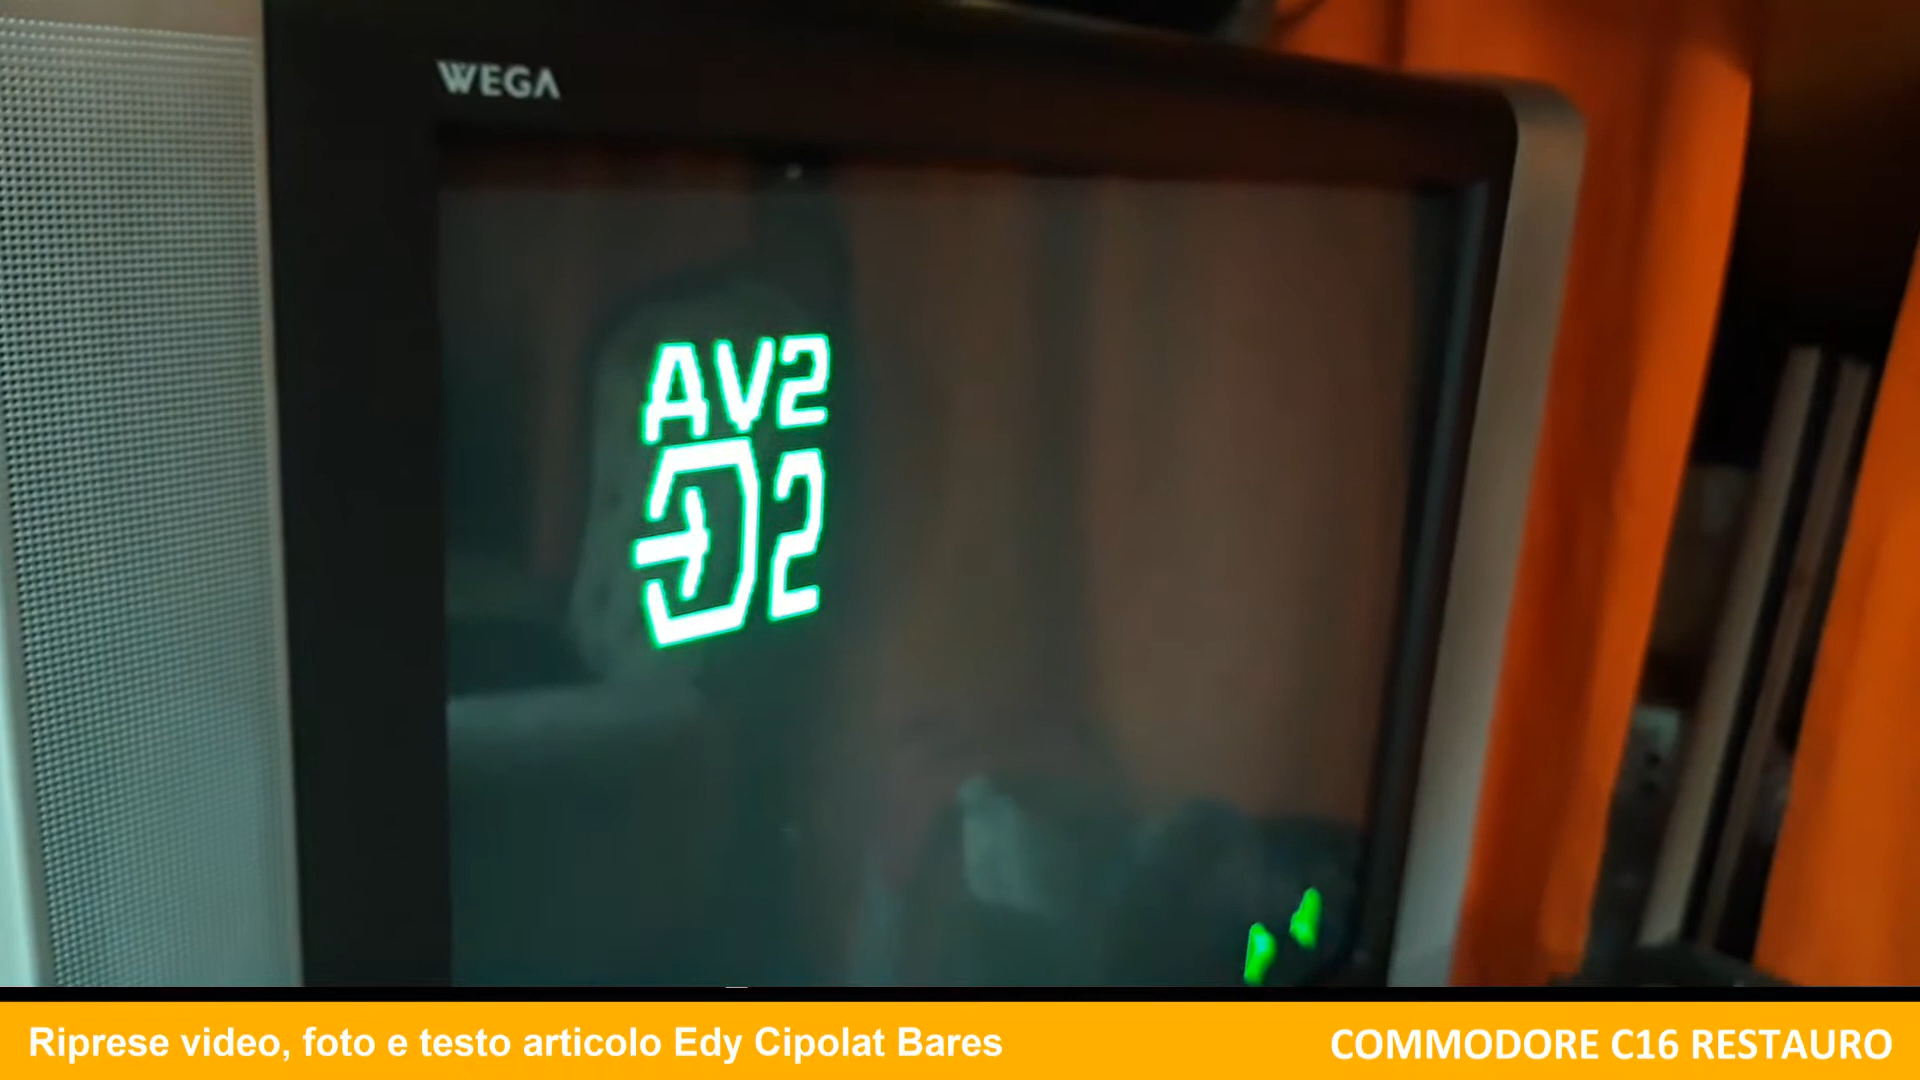 WEGA
AV2
2
Riprese video, foto e testo articolo Edy Cipolat Bares
COMMODORE C16 RESTAURO